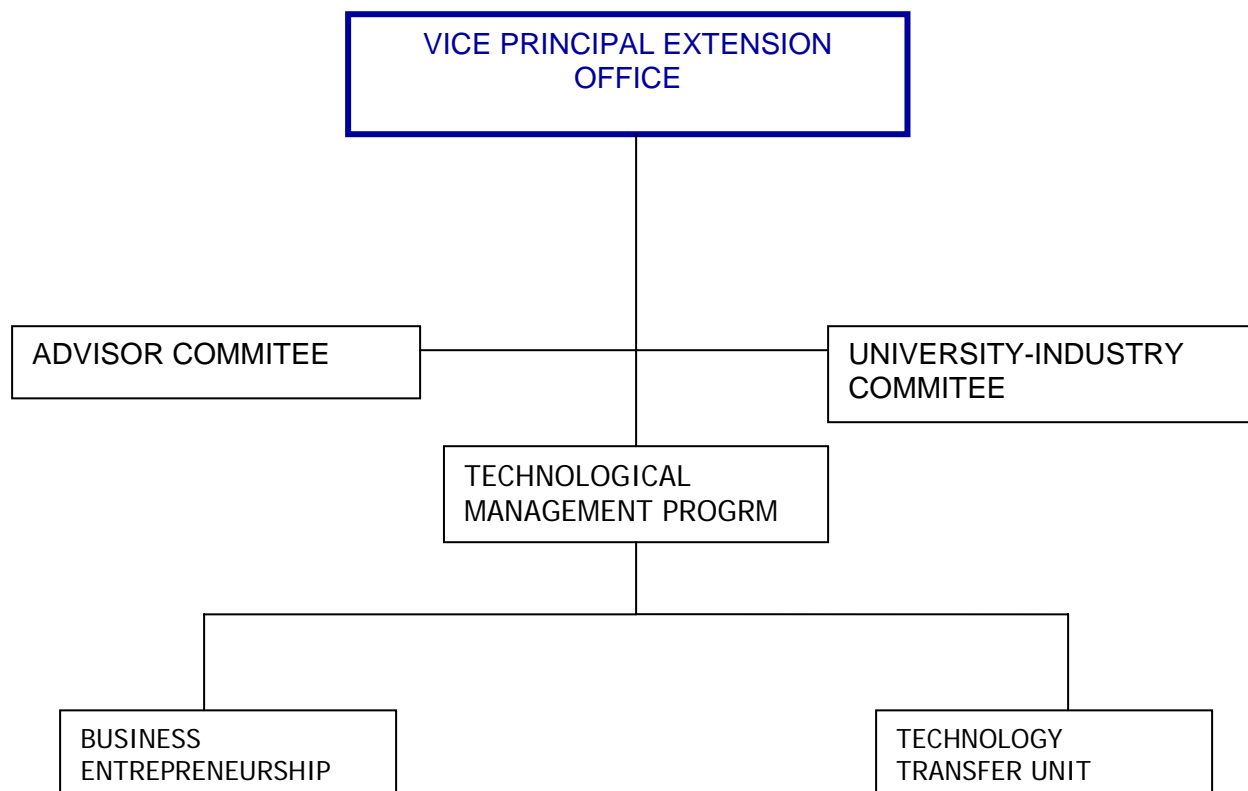 VICE PRINCIPAL EXTENSION
OFFICE
ADVISOR COMMITEE
UNIVERSITY-INDUSTRY
COMMITEE
TECHNOLOGICAL
MANAGEMENT PROGRM
BUSINESS
ENTREPRENEURSHIP
TECHNOLOGY
TRANSFER UNIT